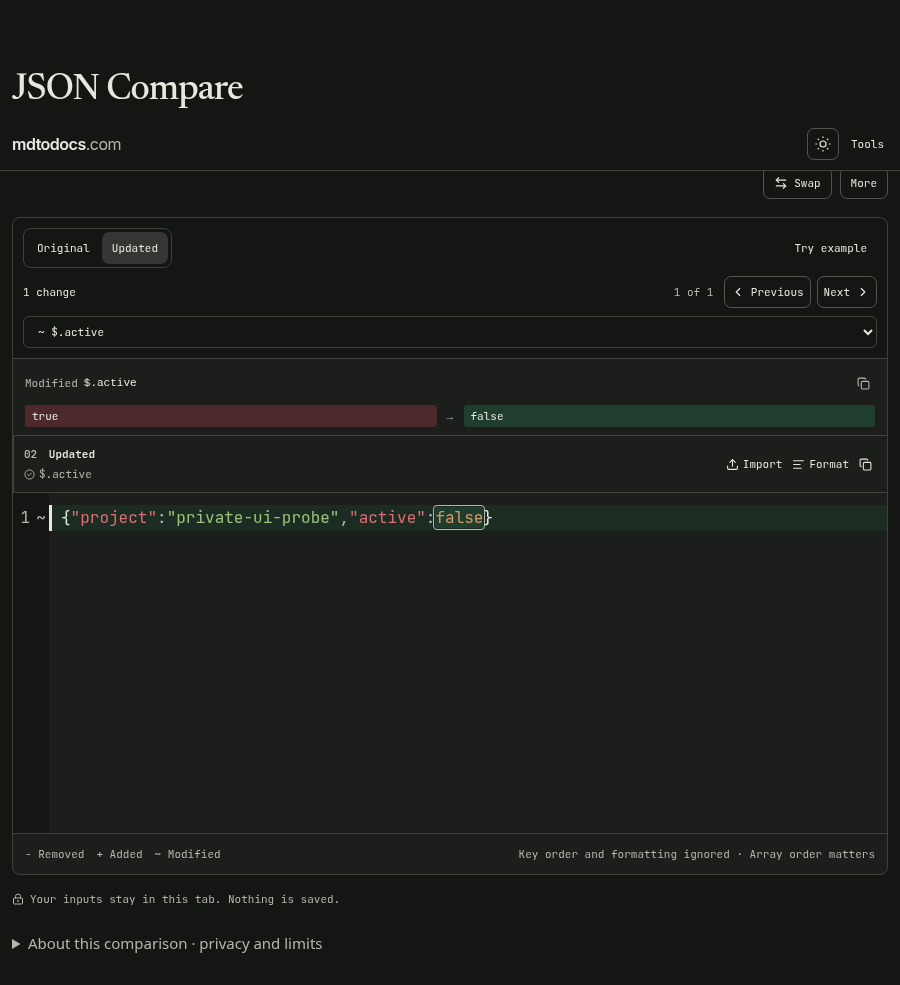 JSON Compare
mdtodocs.com
Tools
Swap
More
Original Updated
Try example
1 change
1 of 1
Previous
Next
~ $.active
Modified $.active
true → false
02 Updated
$.active
Import Format
1 ~ {"project":"private-ui-probe","active":false}
- Removed + Added ~ Modified
Key order and formatting ignored · Array order matters
Your inputs stay in this tab. Nothing is saved.
About this comparison · privacy and limits